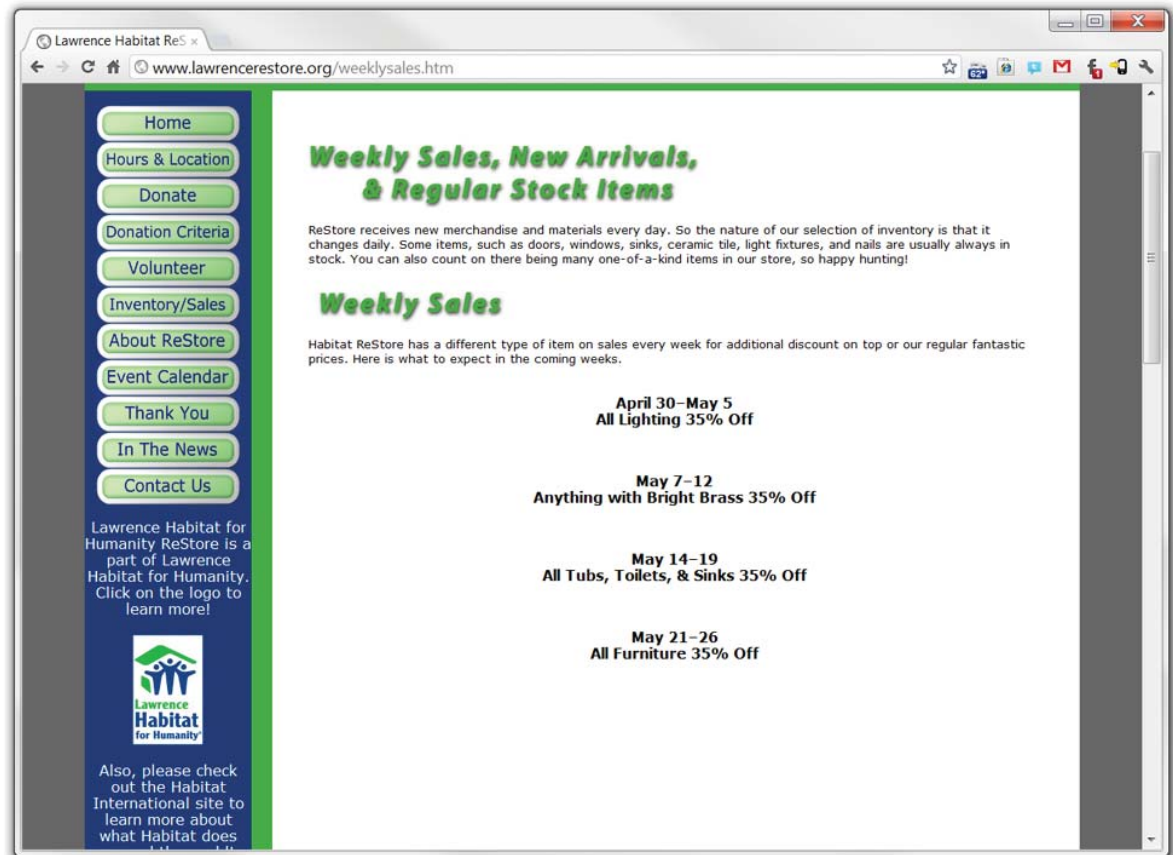 Lawrence Habitat ReS
www.lawrencerestore.org/weeklysales.htm
62°
1
Home
Hours & Location
Donate
Donation Criteria
Volunteer
Inventory/Sales
About ReStore
Event Calendar
Thank You
In The News
Contact Us
Lawrence Habitat for
Humanity ReStore is a
part of Lawrence
Habitat for Humanity.
Click on the logo to
learn more!
Lawrence
Habitat
for Humanity®
Also, please check
out the Habitat
International site to
learn more about
what Habitat does
Weekly Sales, New Arrivals,
& Regular Stock Items
ReStore receives new merchandise and materials every day. So the nature of our selection of inventory is that it
changes daily. Some items, such as doors, windows, sinks, ceramic tile, light fixtures, and nails are usually always in
stock. You can also count on there being many one-of-a-kind items in our store, so happy hunting!
Weekly Sales
Habitat ReStore has a different type of item on sales every week for additional discount on top or our regular fantastic
prices. Here is what to expect in the coming weeks.
April 30–May 5
All Lighting 35% Off
May 7–12
Anything with Bright Brass 35% Off
May 14–19
All Tubs, Toilets, & Sinks 35% Off
May 21–26
All Furniture 35% Off